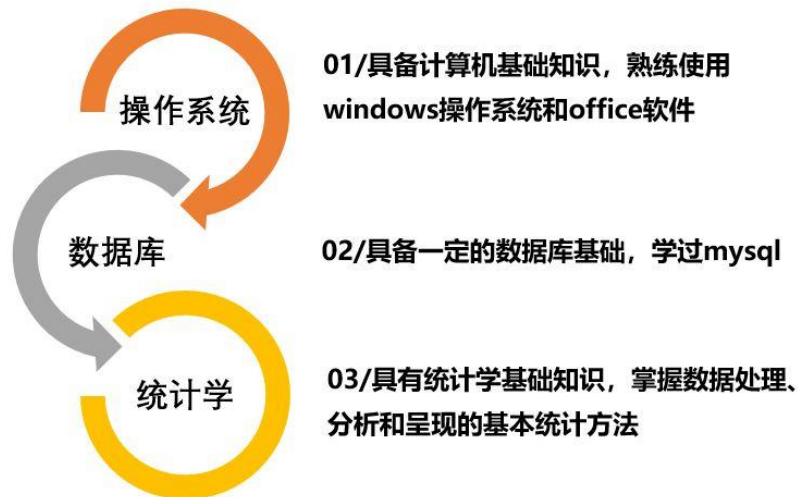 操作系统
01/具备计算机基础知识，熟练使用
windows操作系统和office软件
数据库
02/具备一定的数据库基础，学过mysql
统计学
03/具有统计学基础知识，掌握数据处理、
分析和呈现的基本统计方法